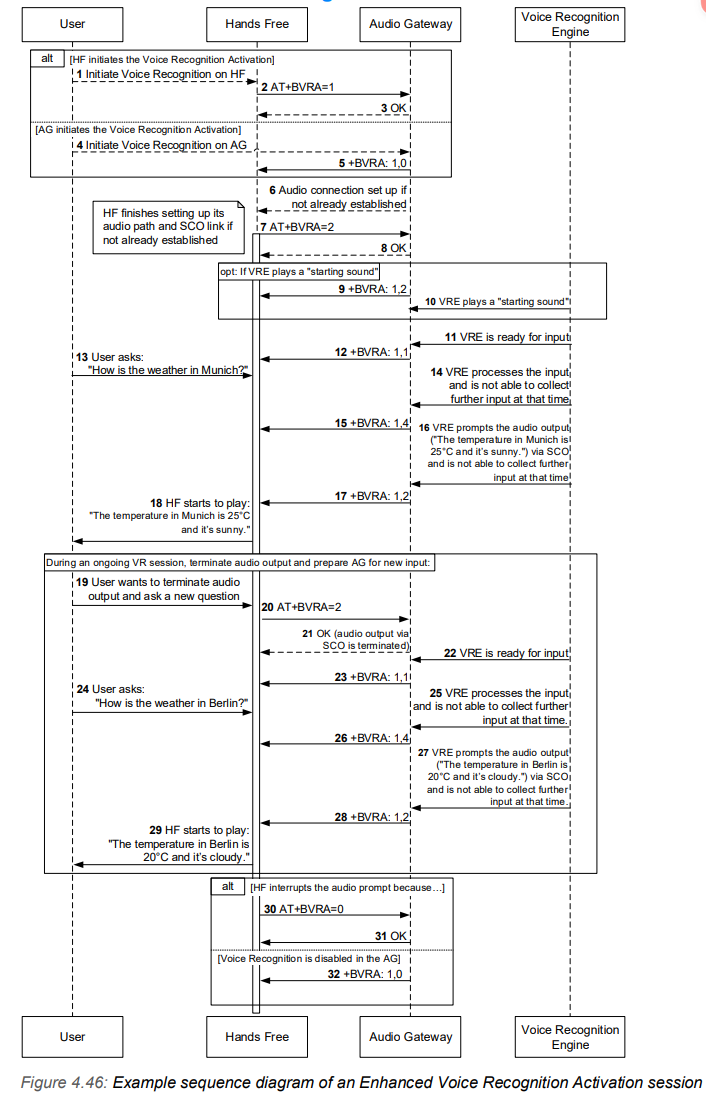 User
Hands Free
Audio Gateway
Voice Recognition
Engine
alt
[HF initiates the Voice Recognition Activation]
1 Initiate Voice Recognition on HF
2 AT+BVRA=1
3 OK
[AG initiates the Voice Recognition Activation]
4 Initiate Voice Recognition on AG
5 +BVRA: 1,0
6 Audio connection set up if
not already established
HF finishes setting up its
audio path and SCO link if
not already established
7 AT+BVRA=2
8 OK
opt: If VRE plays a "starting sound"
9 +BVRA: 1,2
10 VRE plays a "starting sound"
11 VRE is ready for input
12 +BVRA: 1,1
13 User asks:
"How is the weather in Munich?"
14 VRE processes the input
and is not able to collect
further input at that time
15 +BVRA: 1,4
16 VRE prompts the audio output
("The temperature in Munich is
25°C and it's sunny.") via SCO
and is not able to collect further
input at that time
17 +BVRA: 1,2
18 HF starts to play:
"The temperature in Munich is 25°C
and it's sunny."
During an ongoing VR session, terminate audio output and prepare AG for new input:
19 User wants to terminate audio
output and ask a new question
20 AT+BVRA=2
21 OK (audio output via
SCO is terminated)
22 VRE is ready for input
23 +BVRA: 1,1
24 User asks:
"How is the weather in Berlin?"
25 VRE processes the input
and is not able to collect further
input at that time.
26 +BVRA: 1,4
27 VRE prompts the audio output
("The temperature in Berlin is
20°C and it's cloudy.") via SCO
and is not able to collect further
input at that time.
28 +BVRA: 1,2
29 HF starts to play:
"The temperature in Berlin is
20°C and it's cloudy."
alt
[HF interrupts the audio prompt because…]
30 AT+BVRA=0
31 OK
[Voice Recognition is disabled in the AG]
32 +BVRA: 1,0
User
Hands Free
Audio Gateway
Voice Recognition
Engine
Figure 4.46: Example sequence diagram of an Enhanced Voice Recognition Activation session